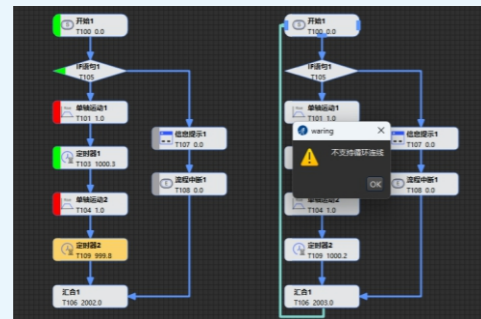 开始1
T100 0.0
IF语句1
T105
单轴运动1
T101 1.0
信息提示1
T107 0.0
定时器1
T103 1000.3
流程中断1
T108 0.0
单轴运动2
T104 1.0
定时器2
T109 999.8
汇合1
T106 2002.0
开始1
T100 0.0
IF语句1
T105
单轴运动1
T101 1.0
waring
不支持循环连线
OK
信息提示1
T107 0.0
流程中断1
T108 0.0
单轴运动2
T104 1.0
定时器2
T109 1000.2
汇合1
T106 2003.0